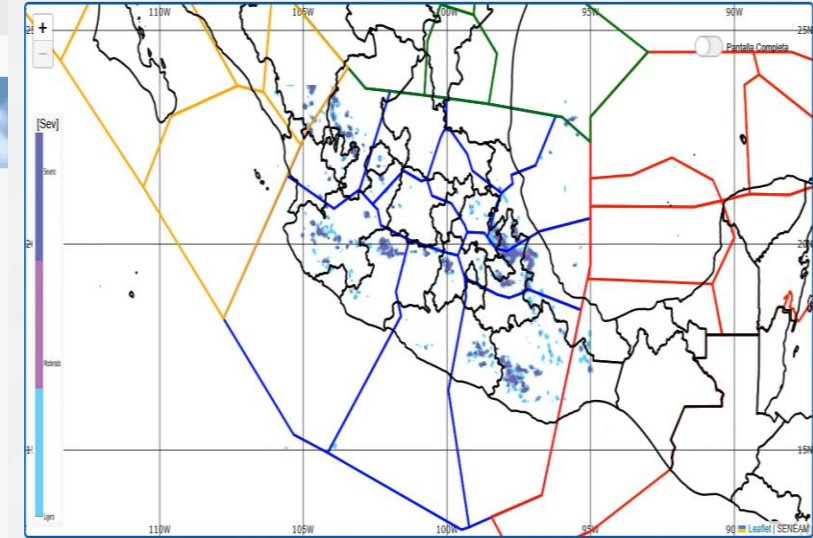 110W 105W 100W 95W 90W
25N
+
−
Pantalla Completa
[Sev]
Severo
20N
Moderado
15N
Ligero
110W 105W 100W 95W
Leaflet | SENEAM